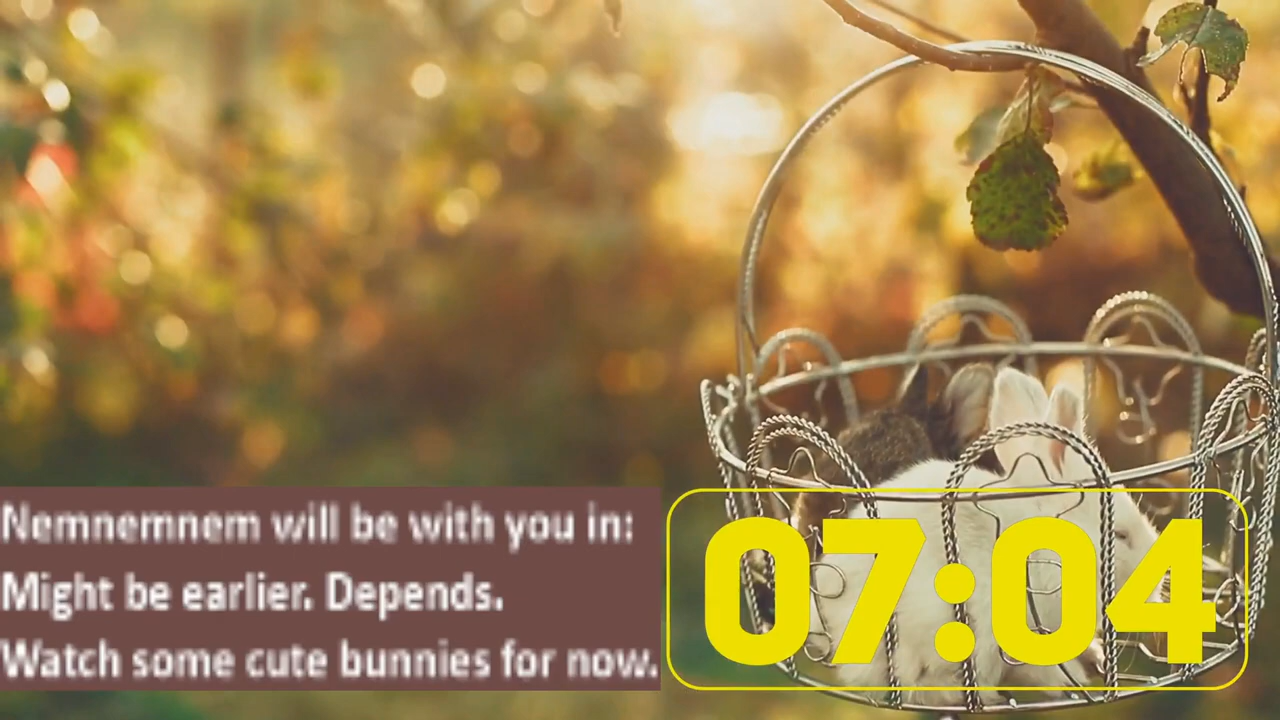 Nemnemnem will be with you in:
Might be earlier. Depends.
Watch some cute bunnies for now.
07:04